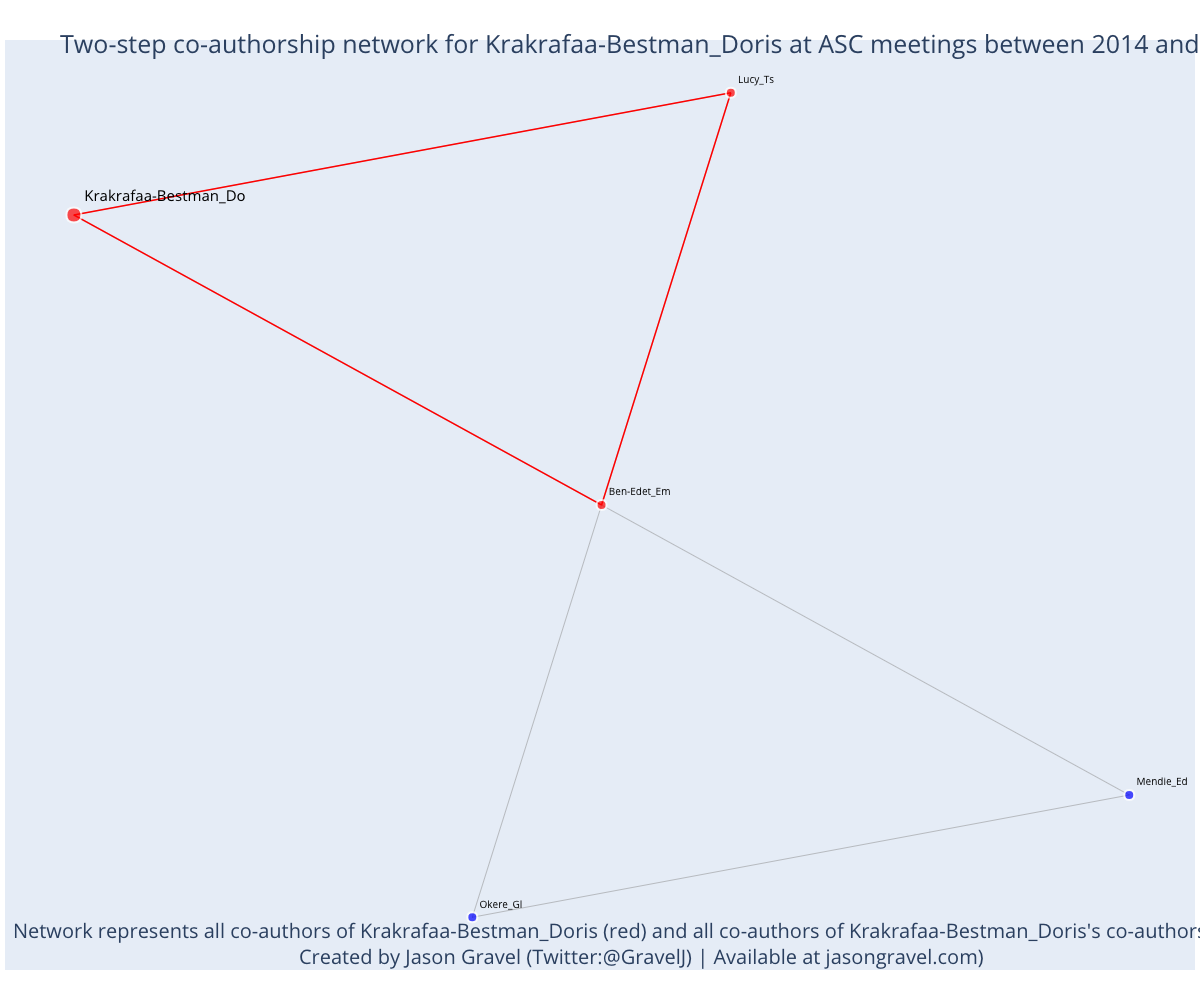 Two-step co-authorship network for Krakrafaa-Bestman_Doris at ASC meetings between 2014 and
Lucy_Ts
Krakrafaa-Bestman_Do
Ben-Edet_Em
Mendie_Ed
Okere_Gl
Network represents all co-authors of Krakrafaa-Bestman_Doris (red) and all co-authors of Krakrafaa-Bestman_Doris's co-authors
Created by Jason Gravel (Twitter:@GravelJ) | Available at jasongravel.com)